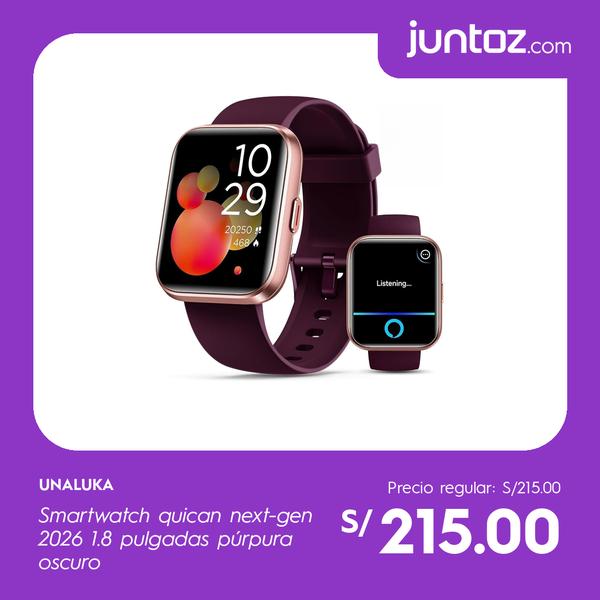 juntoz.com
10
29
20250
468
Listening...
UNALUKA
Smartwatch quican next-gen
2026 1.8 pulgadas púrpura
oscuro
Precio regular: S/215.00
S/215.00